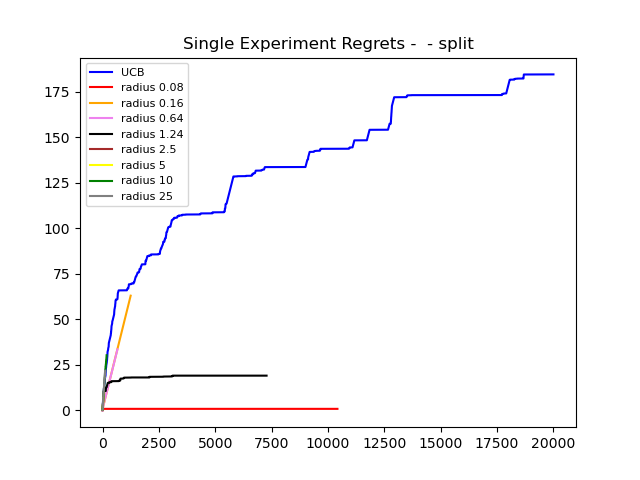 Single Experiment Regrets -  - split
UCB
radius 0.08
radius 0.16
radius 0.64
radius 1.24
radius 2.5
radius 5
radius 10
radius 25
175
150
125
100
75
50
25
0
0 2500 5000 7500 10000 12500 15000 17500 20000